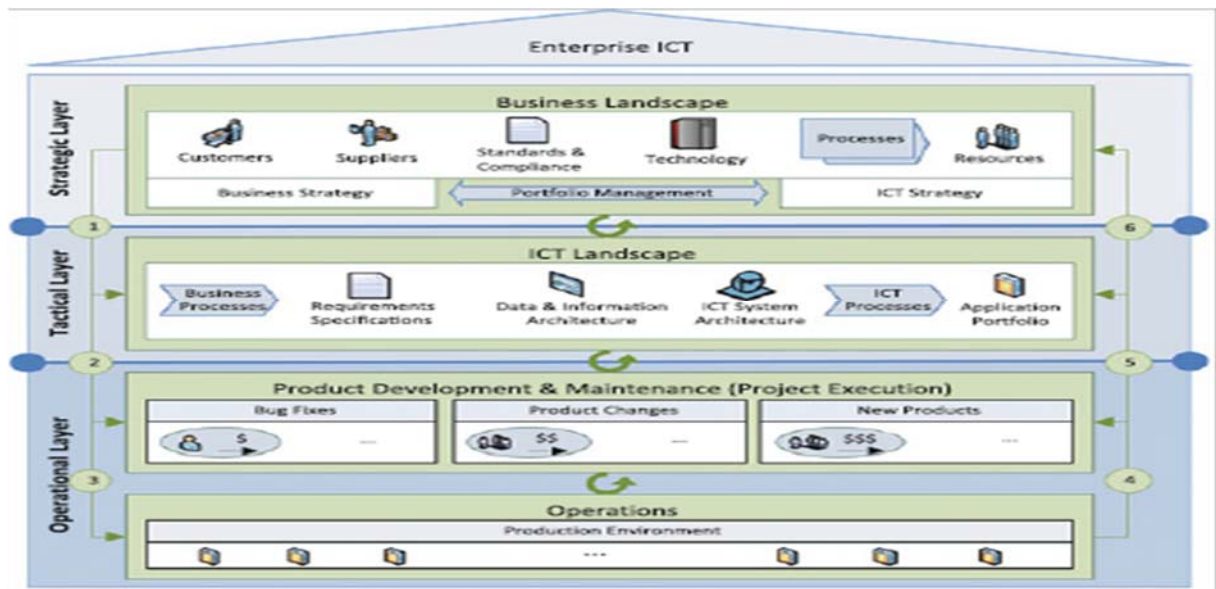 Enterprise ICT
Strategic Layer
Business Landscape
Customers
Suppliers
Standards &
Compliance
Technology
Processes
Resources
Business Strategy
Portfolio Management
ICT Strategy
1
6
Tactical Layer
ICT Landscape
Business
Processes
Requirements
Specifications
Data & Information
Architecture
ICT System
Architecture
ICT
Processes
Application
Portfolio
2
5
Operational Layer
Product Development & Maintenance (Project Execution)
Bug Fixes
Product Changes
New Products
$
---
$$
---
$$$
---
3
4
Operations
Production Environment
---